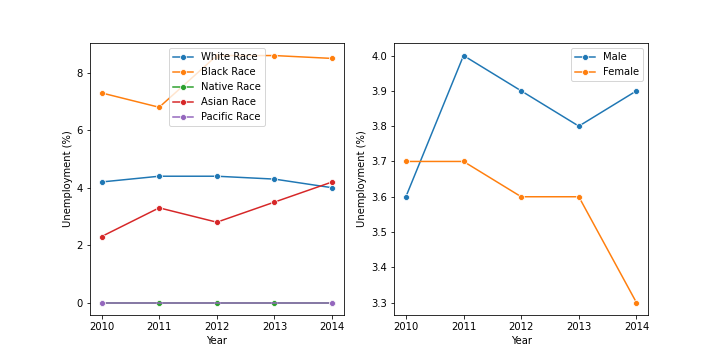 White Race
Black Race
Native Race
Asian Race
Pacific Race
8
6
4
2
0
Unemployment (%)
2010 2011 2012 2013 2014
Year
Male
Female
4.0
3.9
3.8
3.7
3.6
3.5
3.4
3.3
Unemployment (%)
2010 2011 2012 2013 2014
Year